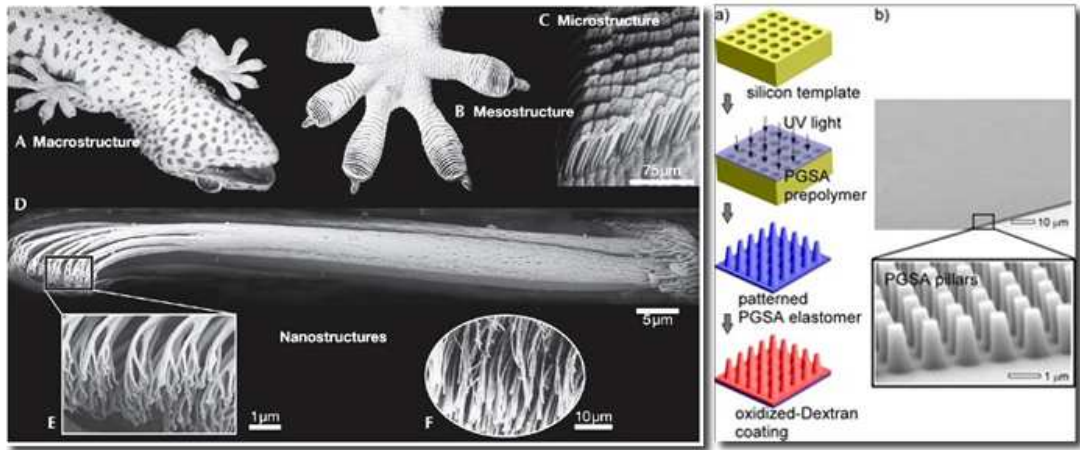 A Macrostructure
B Mesostructure
C Microstructure
75µm
D
5µm
Nanostructures
E
1µm
F
10µm
a)
silicon template
UV light
PGSA
prepolymer
patterned
PGSA elastomer
oxidized-Dextran
coating
b)
10 µm
PGSA pillars
1 µm